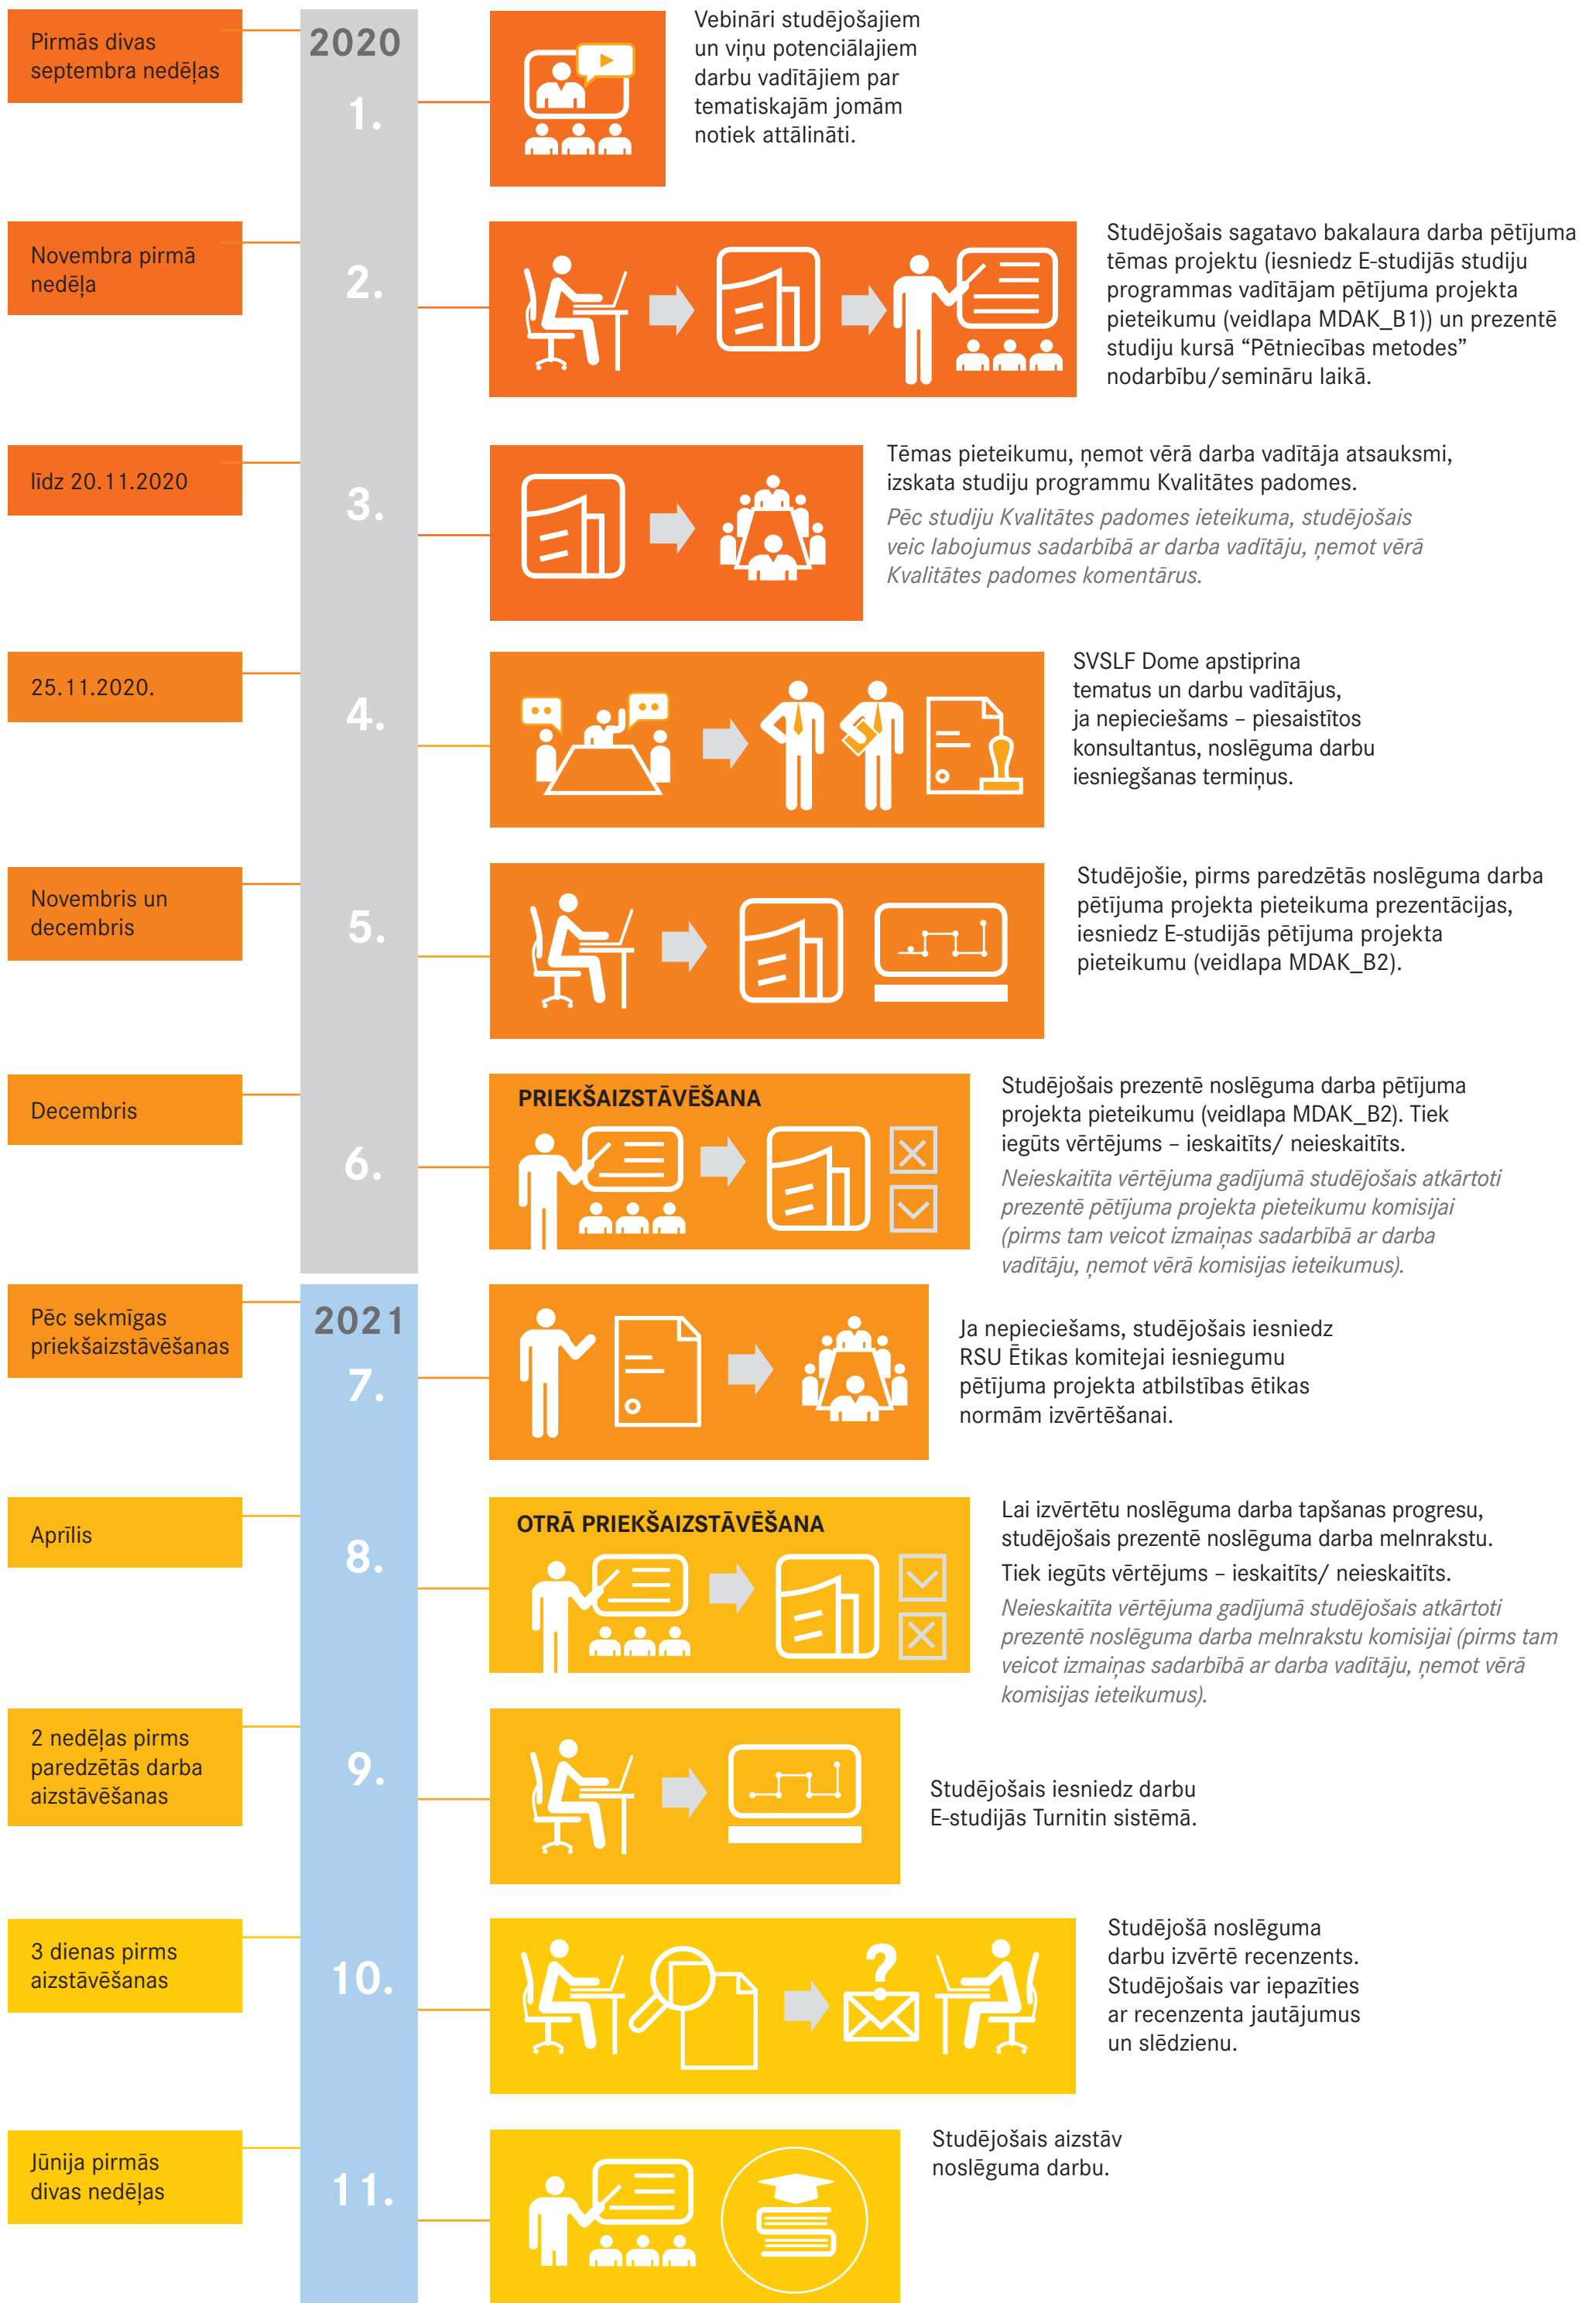 2020
Pirmās divas
septembra nedēļas
1.
Vebināri studējošajiem
un viņu potenciālajiem
darbu vadītājiem par
tematiskajām jomām
notiek attālināti.
Novembra pirmā
nedēļa
2.
Studējošais sagatavo bakalaura darba pētījuma
tēmas projektu (iesniedz E-studijās studiju
programmas vadītājam pētījuma projekta
pieteikumu (veidlapa MDAK_B1)) un prezentē
studiju kursā “Pētniecības metodes”
nodarbību/semināru laikā.
līdz 20.11.2020
3.
Tēmas pieteikumu, ņemot vērā darba vadītāja atsauksmi,
izskata studiju programmu Kvalitātes padomes.
Pēc studiju Kvalitātes padomes ieteikuma, studējošais
veic labojumus sadarbībā ar darba vadītāju, ņemot vērā
Kvalitātes padomes komentārus.
25.11.2020.
4.
SVSLF Dome apstiprina
tematus un darbu vadītājus,
ja nepieciešams – piesaistītos
konsultantus, noslēguma darbu
iesniegšanas termiņus.
Novembris un
decembris
5.
Studējošie, pirms paredzētās noslēguma darba
pētījuma projekta pieteikuma prezentācijas,
iesniedz E-studijās pētījuma projekta
pieteikumu (veidlapa MDAK_B2).
Decembris
6.
PRIEKŠAIZSTĀVĒŠANA
Studējošais prezentē noslēguma darba pētījuma
projekta pieteikumu (veidlapa MDAK_B2). Tiek
iegūts vērtējums – ieskaitīts/ neieskaitīts.
Neieskaitīta vērtējuma gadījumā studējošais atkārtoti
prezentē pētījuma projekta pieteikumu komisijai
(pirms tam veicot izmaiņas sadarbībā ar darba
vadītāju, ņemot vērā komisijas ieteikumus).
2021
Pēc sekmīgas
priekšaizstāvēšanas
7.
Ja nepieciešams, studējošais iesniedz
RSU Ētikas komitejai iesniegumu
pētījuma projekta atbilstības ētikas
normām izvērtēšanai.
Aprīlis
8.
OTRĀ PRIEKŠAIZSTĀVĒŠANA
Lai izvērtētu noslēguma darba tapšanas progresu,
studējošais prezentē noslēguma darba melnrakstu.
Tiek iegūts vērtējums – ieskaitīts/ neieskaitīts.
Neieskaitīta vērtējuma gadījumā studējošais atkārtoti
prezentē noslēguma darba melnrakstu komisijai (pirms tam
veicot izmaiņas sadarbībā ar darba vadītāju, ņemot vērā
komisijas ieteikumus).
2 nedēļas pirms
paredzētās darba
aizstāvēšanas
9.
Studējošais iesniedz darbu
E-studijās Turnitin sistēmā.
3 dienas pirms
aizstāvēšanas
10.
?
Studējošā noslēguma
darbu izvērtē recenzents.
Studējošais var iepazīties
ar recenzenta jautājumus
un slēdzienu.
Jūnija pirmās
divas nedēļas
11.
Studējošais aizstāv
noslēguma darbu.